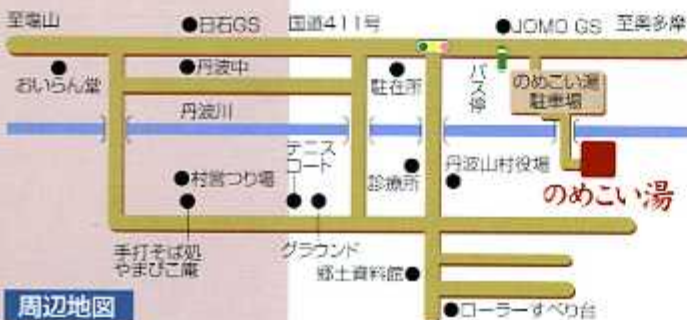 至塩山
●日石GS
国道411号
●JOMO GS
至奥多摩
おいらん堂
●丹波中
駐在所
バス停
のめこい湯
駐車場
丹波川
テニス
コート
●村営つり場
診療所
丹波山村役場
のめこい湯
手打そば処
やまびこ庵
グラウンド
郷土資料館●
●ローラーすべり台
周辺地図